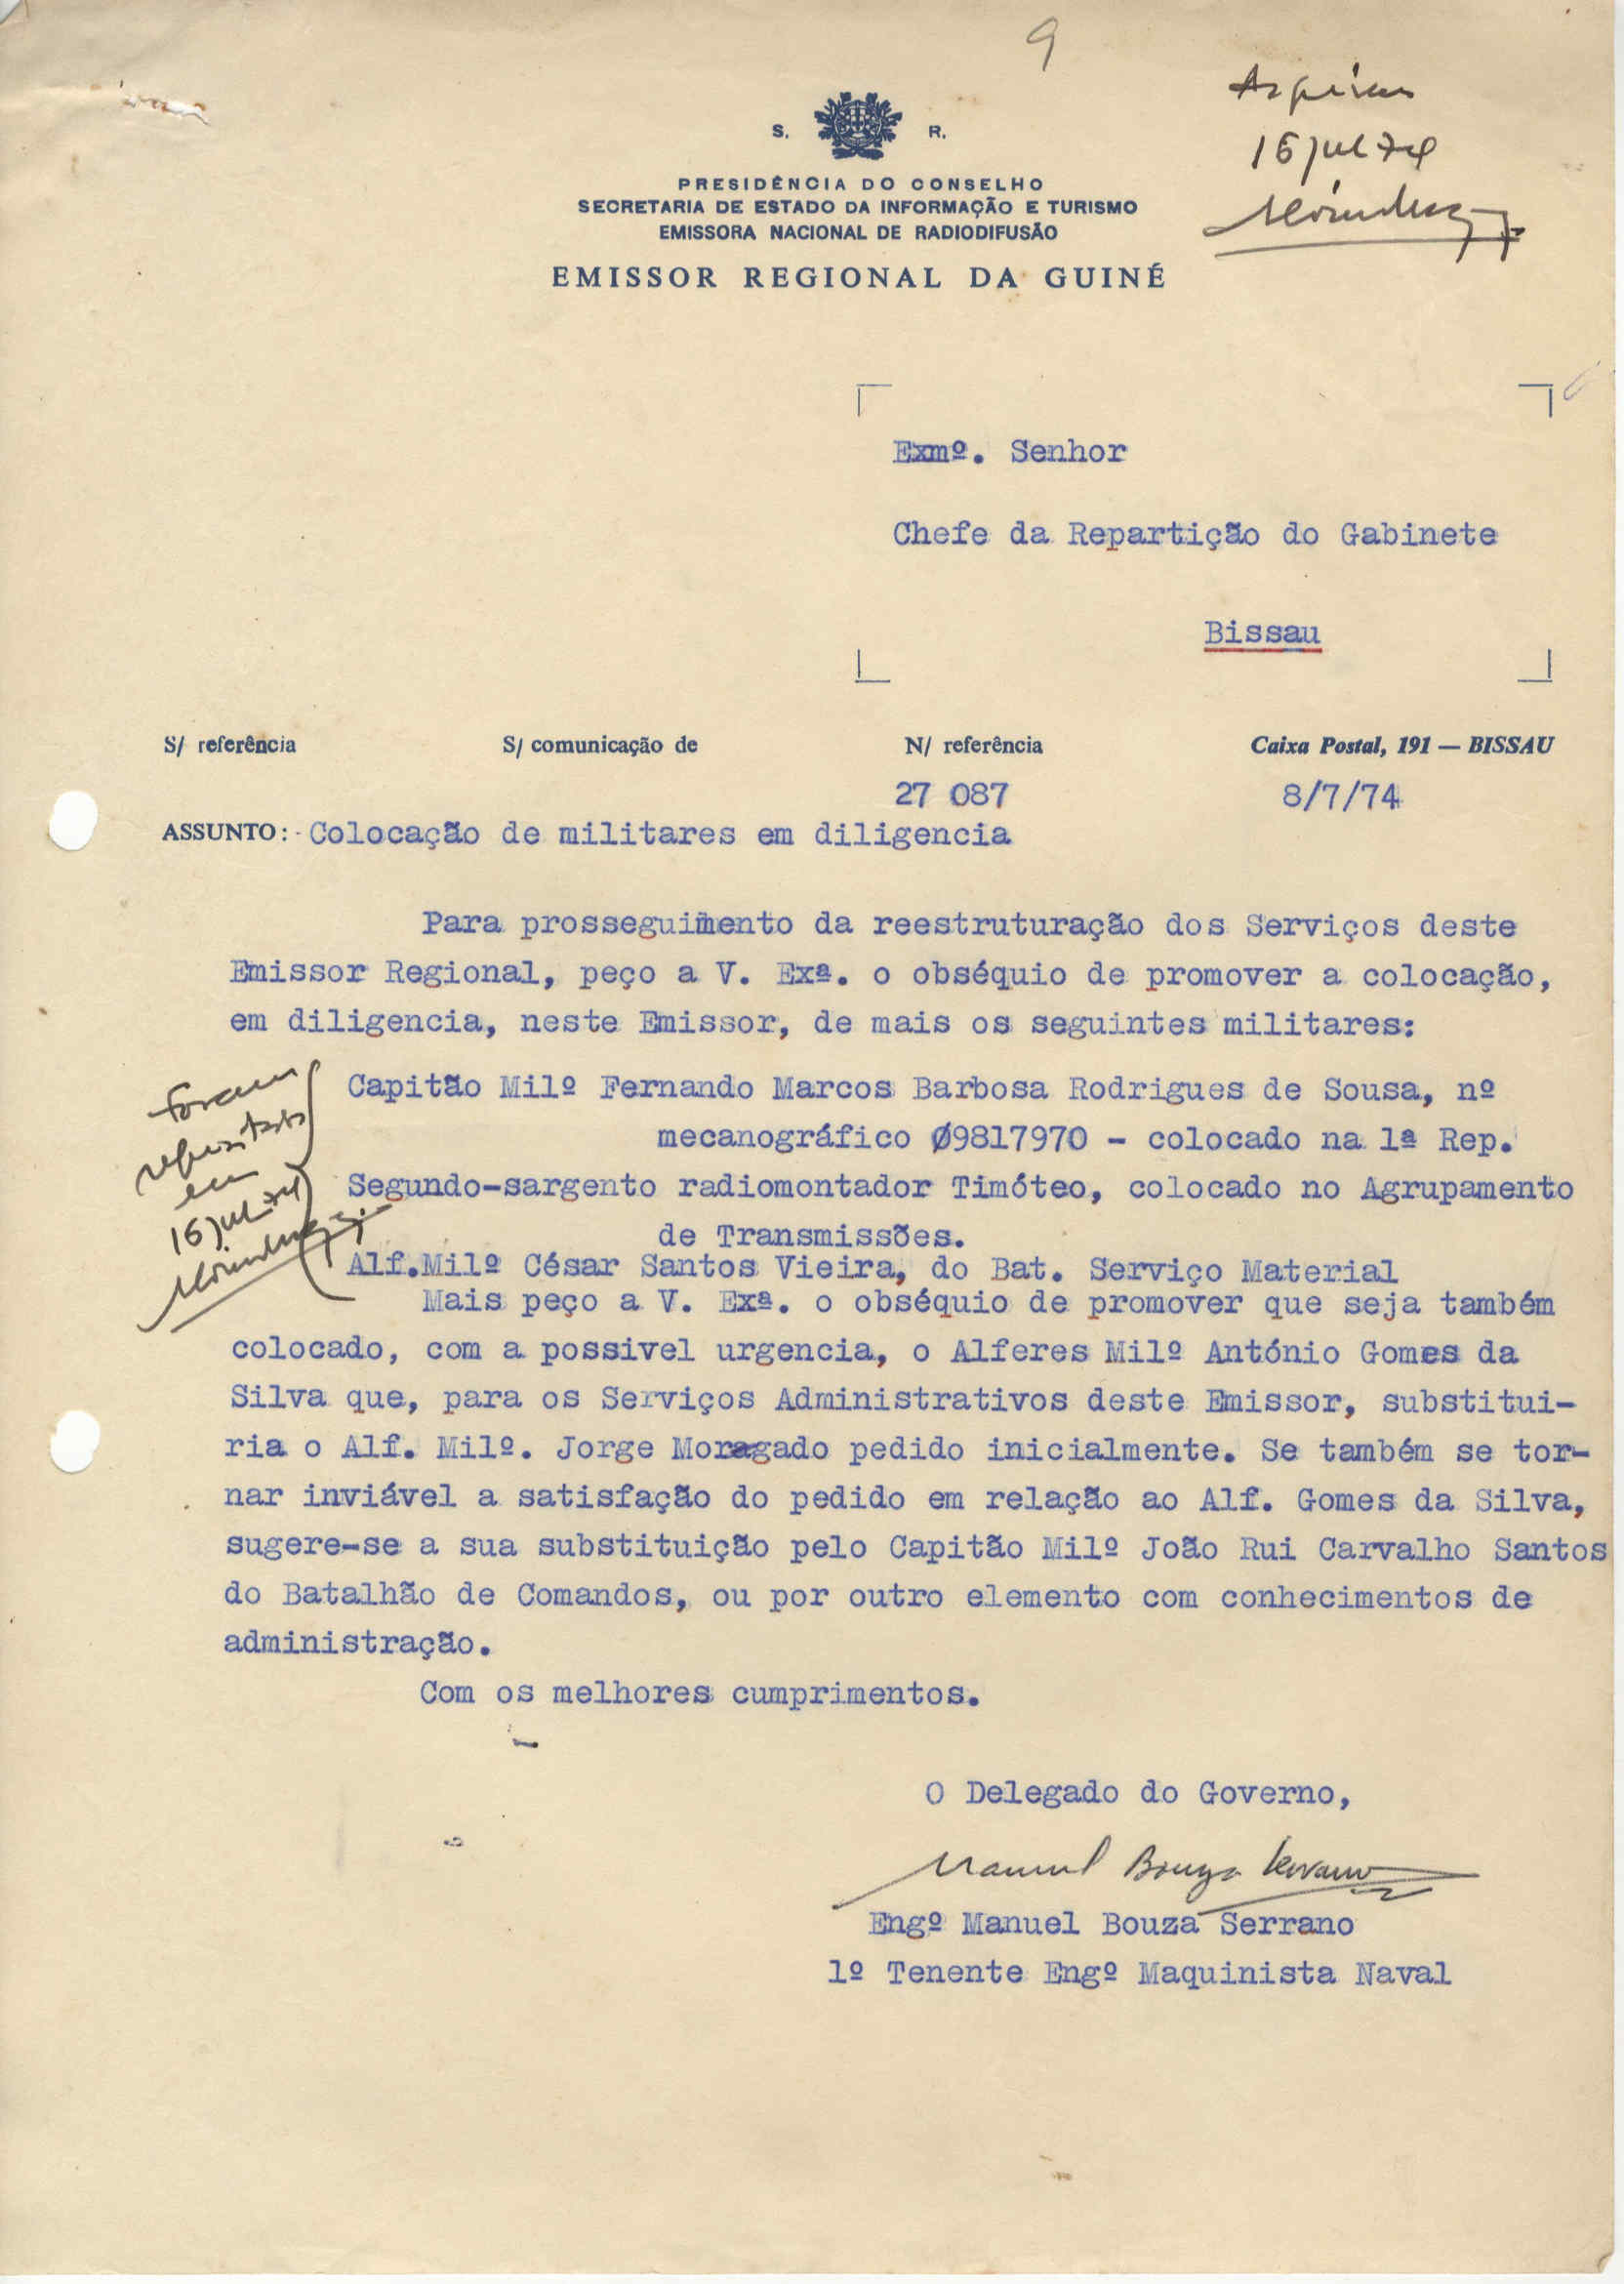 9
Arquivar
16 Jul 74
S. R.
PRESIDÊNCIA DO CONSELHO
SECRETARIA DE ESTADO DA INFORMAÇÃO E TURISMO
EMISSORA NACIONAL DE RADIODIFUSÃO
EMISSOR REGIONAL DA GUINÉ
Exmº. Senhor
Chefe da Repartição do Gabinete
Bissau
S/ referência S/ comunicação de N/ referência Caixa Postal, 191 — BISSAU
27 087 8/7/74
ASSUNTO: - Colocação de militares em diligencia
Para prosseguimento da reestruturação dos Serviços deste
Emissor Regional, peço a V. Exª. o obséquio de promover a colocação,
em diligencia, neste Emissor, de mais os seguintes militares:
Capitão Milº Fernando Marcos Barbosa Rodrigues de Sousa, nº
mecanográfico Ø9817970 - colocado na 1ª Rep.
Segundo-sargento radiomontador Timóteo, colocado no Agrupamento
de Transmissões.
Alf.Milº César Santos Vieira, do Bat. Serviço Material
foram
em
16 Jul 74
Mais peço a V. Exª. o obséquio de promover que seja também
colocado, com a possivel urgencia, o Alferes Milº António Gomes da
Silva que, para os Serviços Administrativos deste Emissor, substitui-
ria o Alf. Milº. Jorge Moragado pedido inicialmente. Se também se tor-
nar inviável a satisfação do pedido em relação ao Alf. Gomes da Silva,
sugere-se a sua substituição pelo Capitão Milº João Rui Carvalho Santos
do Batalhão de Comandos, ou por outro elemento com conhecimentos de
administração.
Com os melhores cumprimentos.
O Delegado do Governo,
Manuel Bouza Serrano
Engº Manuel Bouza Serrano
1º Tenente Engº Maquinista Naval